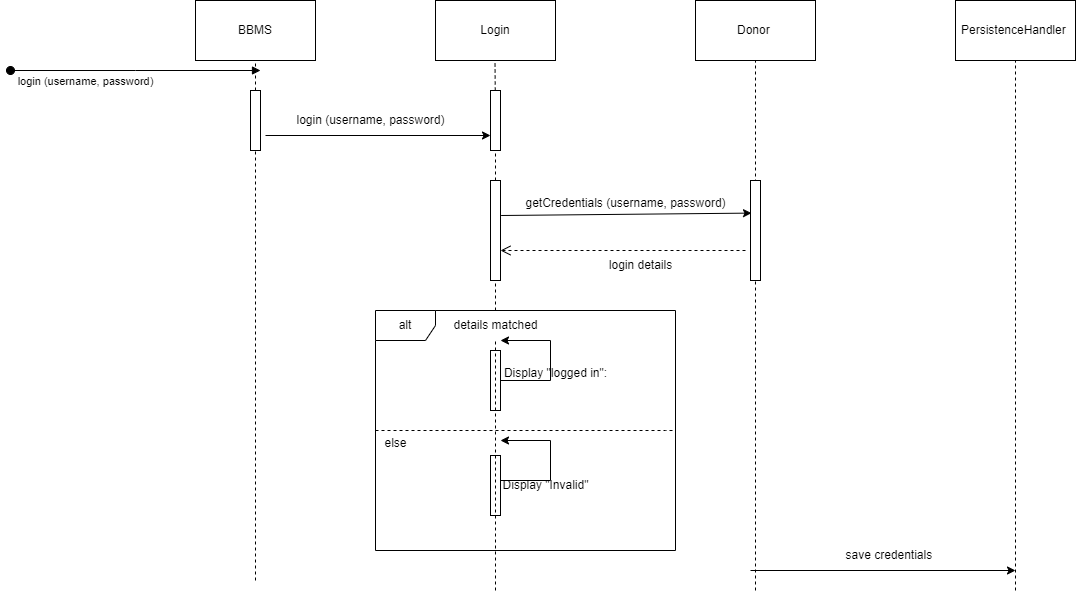 BBMS
Login
Donor
PersistenceHandler
login (username, password)
login (username, password)
getCredentials (username, password)
login details
alt
details matched
Display "logged in":
else
Display "Invalid"
save credentials